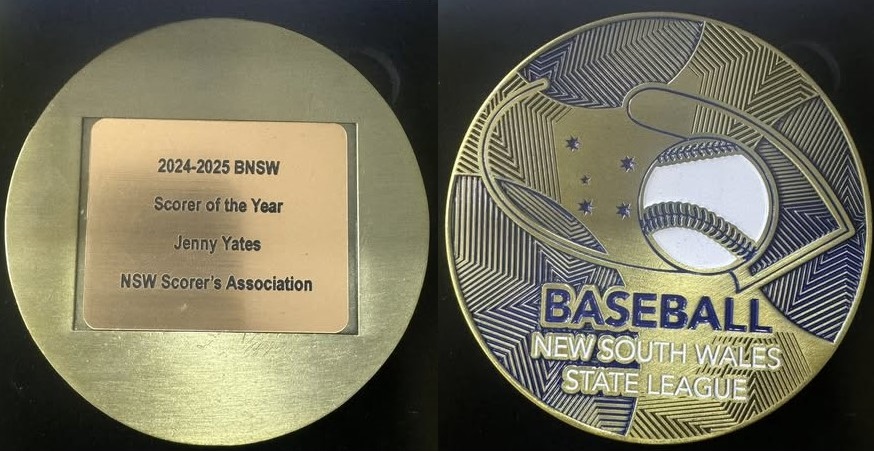 2024-2025 BNSW
Scorer of the Year
Jenny Yates
NSW Scorer's Association
BASEBALL
NEW SOUTH WALES
STATE LEAGUE